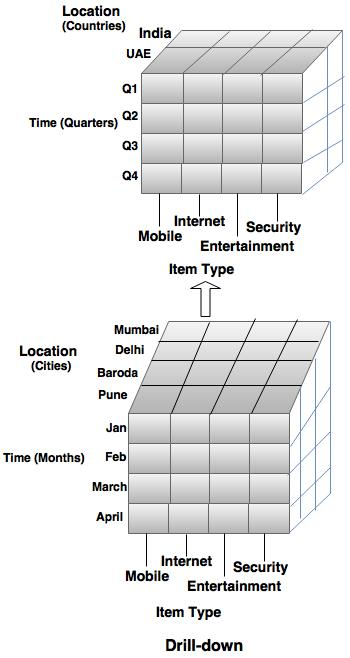 Location
(Countries)
India
UAE
Q1
Time (Quarters) Q2
Q3
Q4
Internet
Security
Mobile
Entertainment
Item Type
Mumbai
Location
(Cities)
Delhi
Baroda
Pune
Jan
Time (Months) Feb
March
April
Internet
Security
Mobile
Entertainment
Item Type
Drill-down